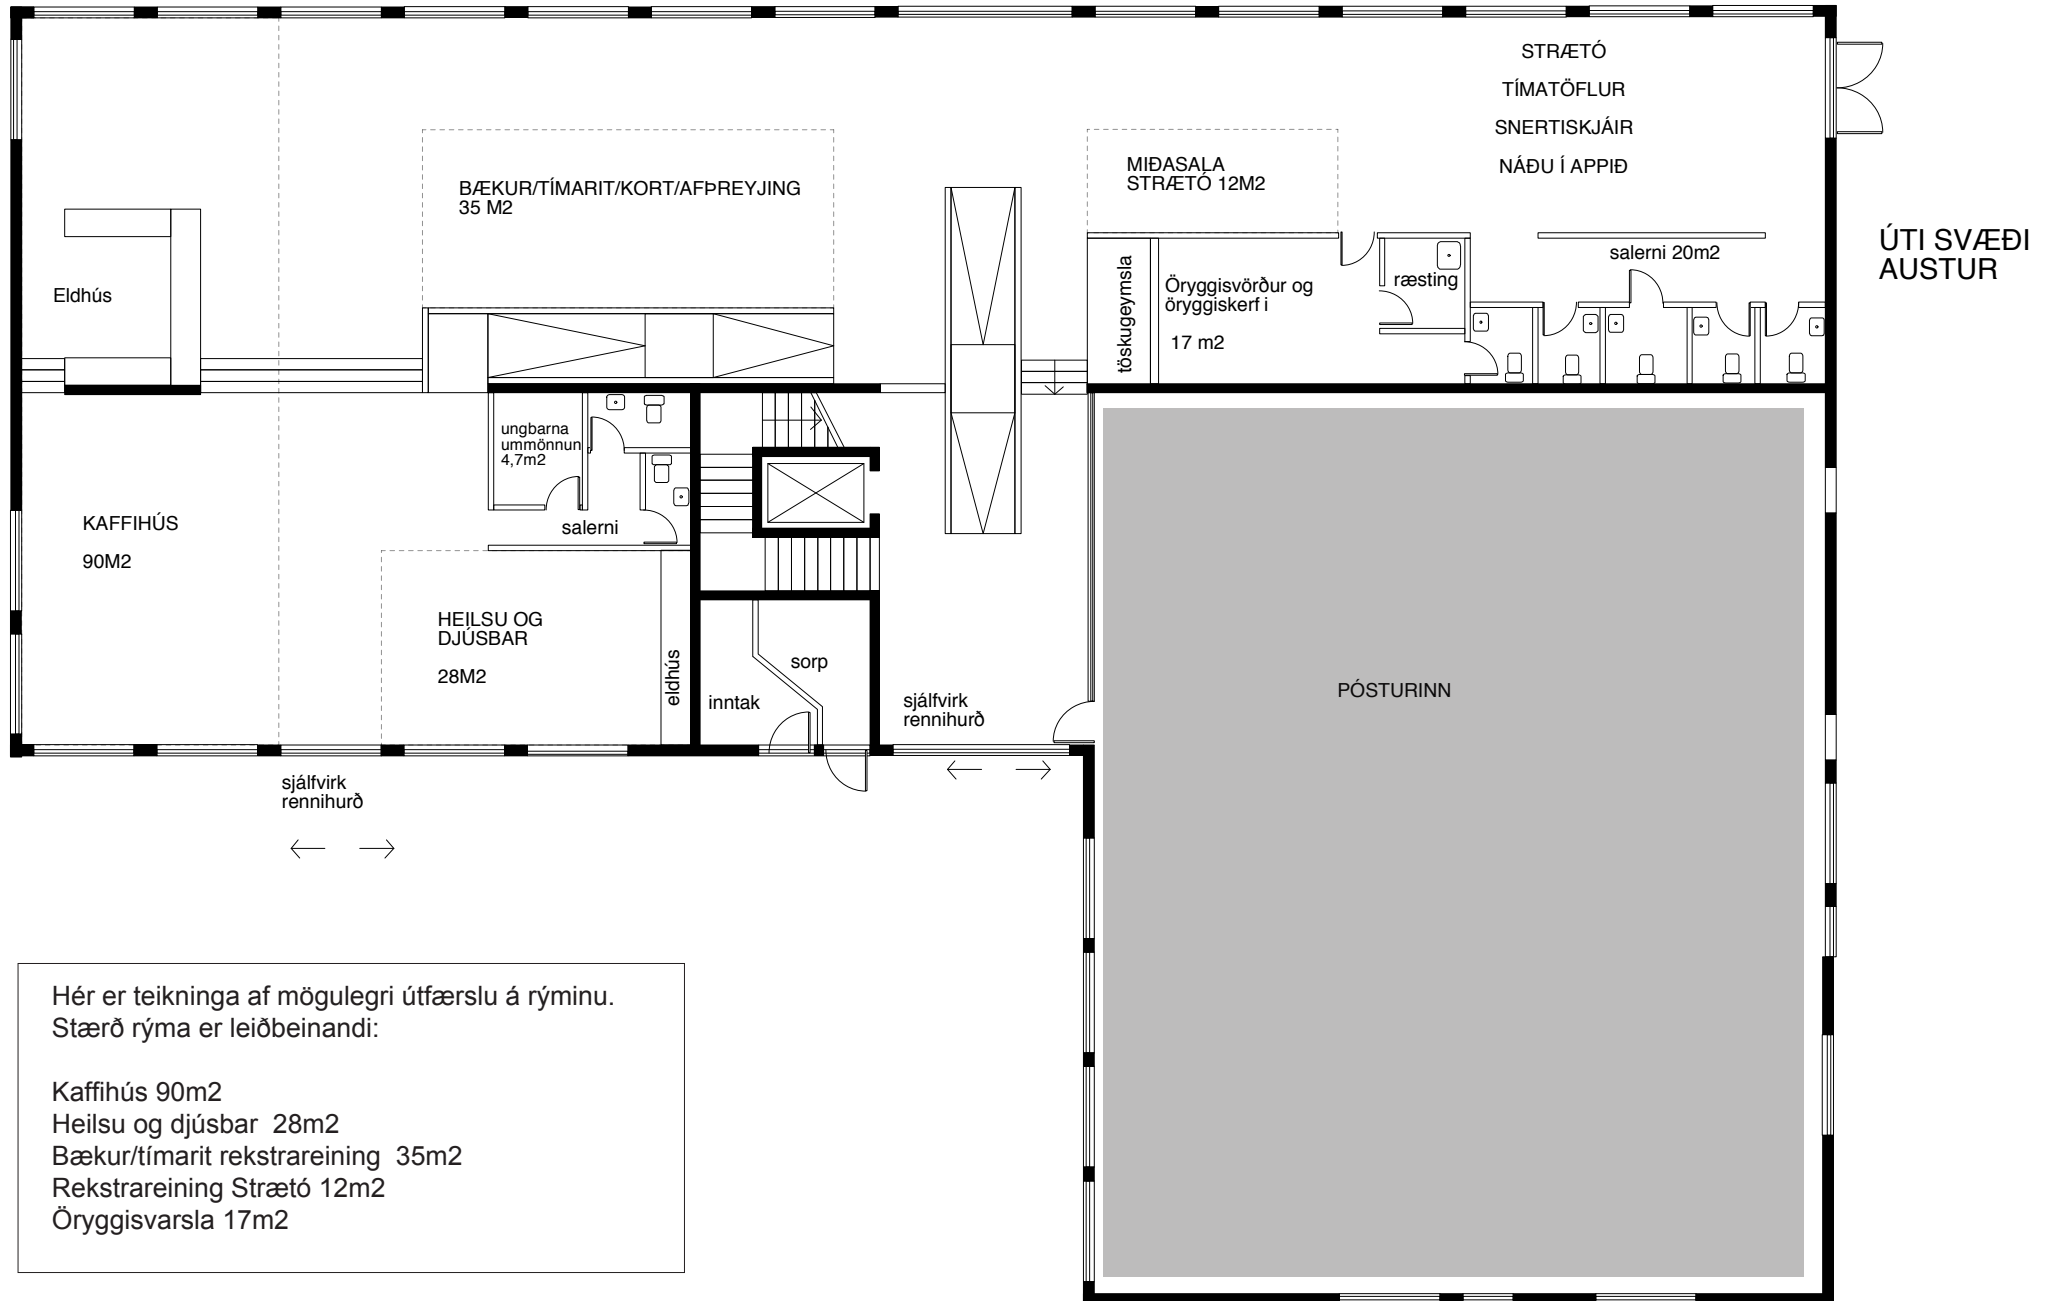 STRÆTÓ
TÍMATÖFLUR
SNERTISKJÁIR
NÁÐU Í APPIÐ
MIÐASALA
STRÆTÓ 12M2
BÆKUR/TÍMARIT/KORT/AFÞREYJING
35 M2
ÚTI SVÆÐI
AUSTUR
salerni 20m2
töskugeymsla
Öryggisvörður og
öryggiskerf i
17 m2
ræsting
Eldhús
ungbarna
ummönnun
4,7m2
salerni
KAFFIHÚS
90M2
HEILSU OG
DJÚSBAR
28M2
eldhús
sorp
inntak
sjálfvirk
rennihurð
PÓSTURINN
sjálfvirk
rennihurð
Hér er teikninga af mögulegri útfærslu á rýminu.
Stærð rýma er leiðbeinandi:
Kaffihús 90m2
Heilsu og djúsbar  28m2
Bækur/tímarit rekstrareining  35m2
Rekstrareining Strætó 12m2
Öryggisvarsla 17m2